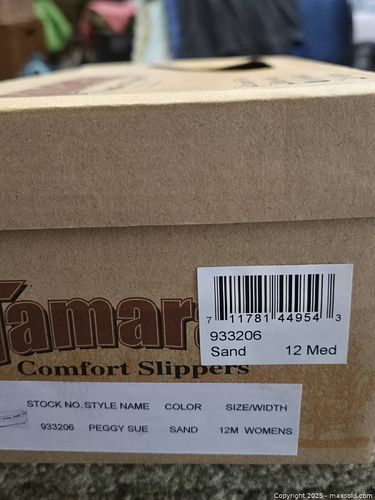 Tamar
7 11781 44954 3
933206
Sand 12 Med
Comfort Slippers
STOCK NO. STYLE NAME COLOR SIZE/WIDTH
933206 PEGGY SUE SAND 12M WOMENS
Copyright 2025 - maxsold.com